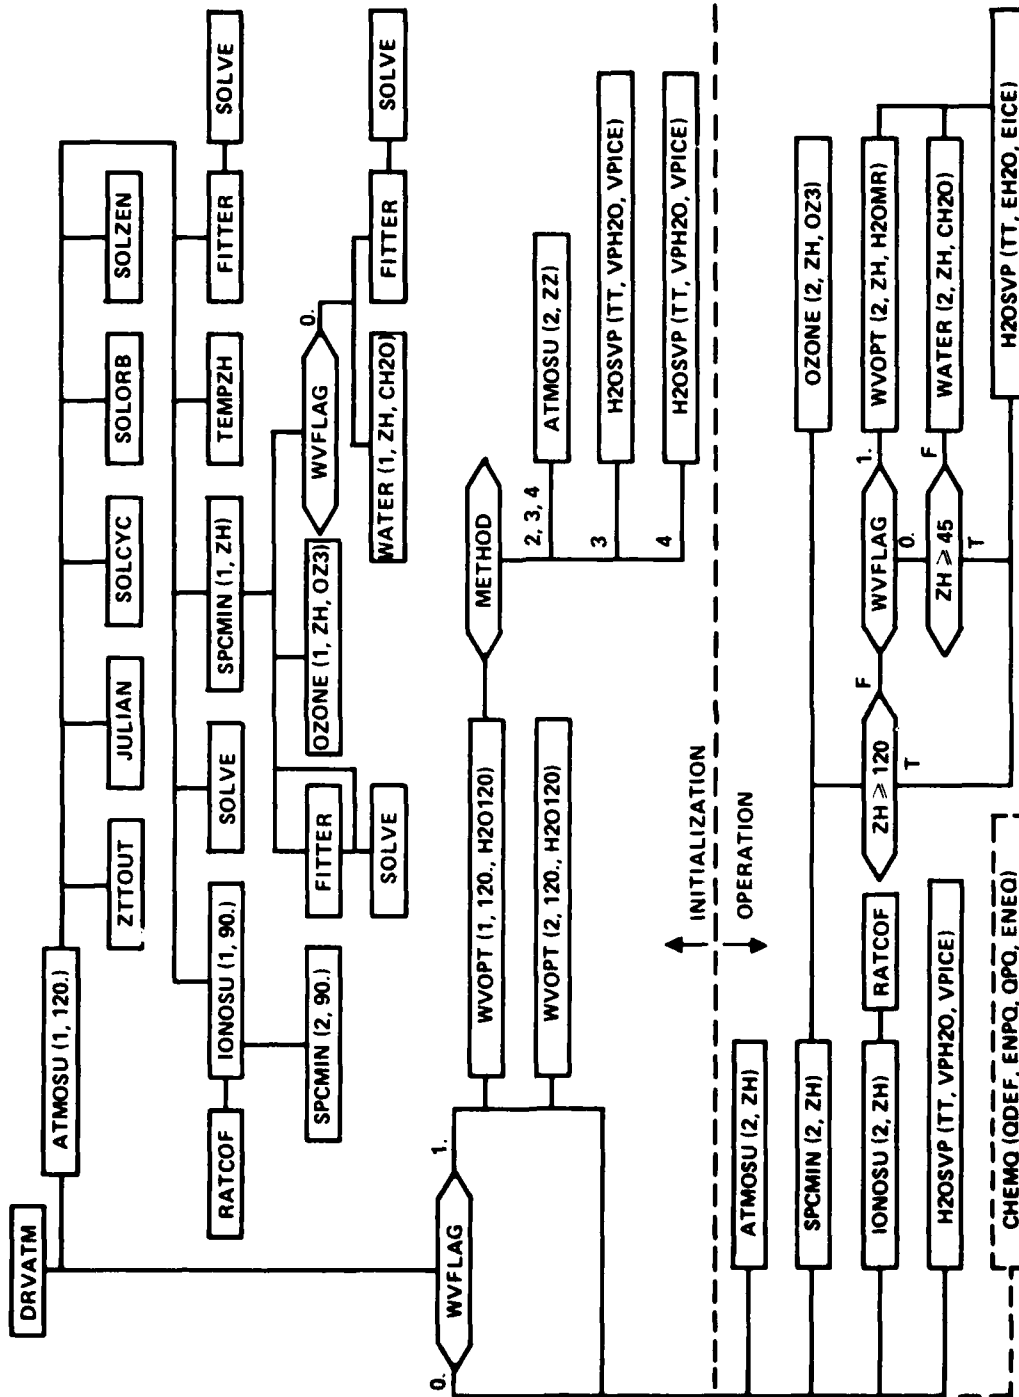 DRVATM
ATMOSU (1, 120.)
ZTTOUT
JULIAN
SOLCYC
SOLORB
SOLZEN
RATCOF
IONOSU (1, 90.)
SOLVE
SPCMIN (1, ZH)
TEMPZH
FITTER
SOLVE
SPCMIN (2, 90.)
FITTER
SOLVE
OZONE (1, ZH, OZ3)
WVFLAG
0.
WATER (1, ZH, CH2O)
FITTER
SOLVE
0.
WVFLAG
1.
WVOPT (1, 120., H2O120)
WVOPT (2, 120., H2O120)
METHOD
2, 3, 4
ATMOSU (2, ZZ)
3
H2OSVP (TT, VPH2O, VPICE)
4
H2OSVP (TT, VPH2O, VPICE)
INITIALIZATION
OPERATION
ATMOSU (2, ZH)
SPCMIN (2, ZH)
OZONE (2, ZH, OZ3)
IONOSU (2, ZH)
RATCOF
ZH ⩾ 120
F
T
WVFLAG
1.
0.
WVOPT (2, ZH, H2OMR)
ZH ⩾ 45
F
T
WATER (2, ZH, CH2O)
H2OSVP (TT, VPH2O, VPICE)
H2OSVP (TT, EH2O, EICE)
CHEMQ (QDEF, ENPQ, QPO, ENEQ)